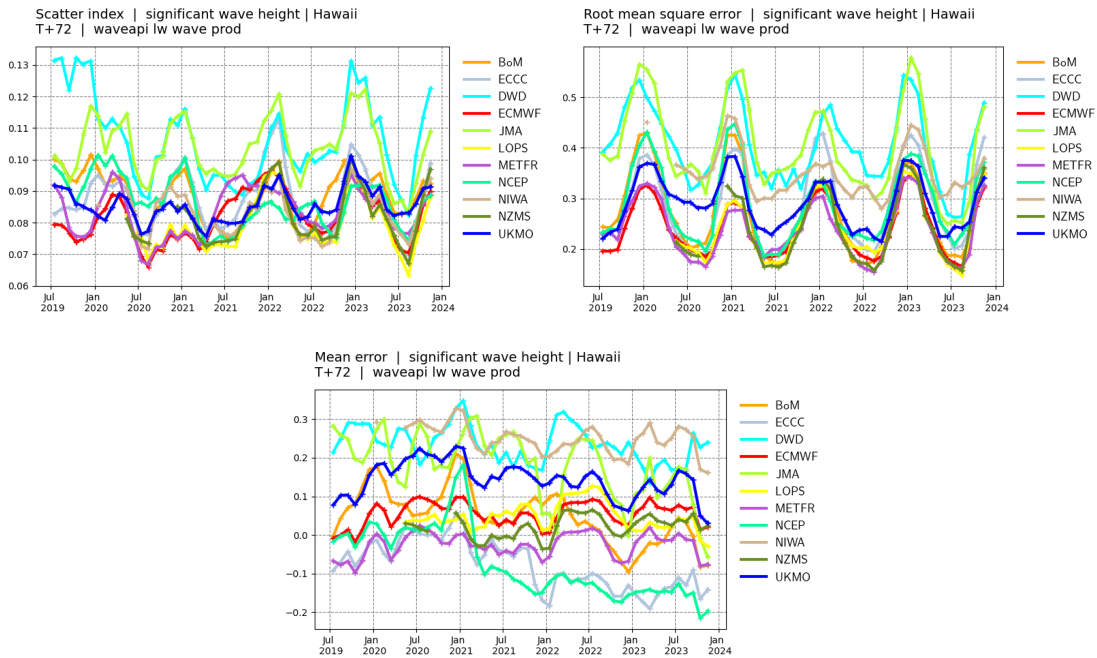 Scatter index | significant wave height | Hawaii
T+72 | waveapi lw wave prod
0.13
0.12
0.11
0.10
0.09
0.08
0.07
0.06
Jul Jan Jul Jan Jul Jan Jul Jan Jul Jan
2019 2020 2020 2021 2021 2022 2022 2023 2023 2024
BoM
ECCC
DWD
ECMWF
JMA
LOPS
METFR
NCEP
NIWA
NZMS
UKMO
Root mean square error | significant wave height | Hawaii
T+72 | waveapi lw wave prod
0.5
0.4
0.3
0.2
Jul Jan Jul Jan Jul Jan Jul Jan Jul Jan
2019 2020 2020 2021 2021 2022 2022 2023 2023 2024
BoM
ECCC
DWD
ECMWF
JMA
LOPS
METFR
NCEP
NIWA
NZMS
UKMO
Mean error | significant wave height | Hawaii
T+72 | waveapi lw wave prod
0.3
0.2
0.1
0.0
−0.1
−0.2
Jul Jan Jul Jan Jul Jan Jul Jan Jul Jan
2019 2020 2020 2021 2021 2022 2022 2023 2023 2024
BoM
ECCC
DWD
ECMWF
JMA
LOPS
METFR
NCEP
NIWA
NZMS
UKMO